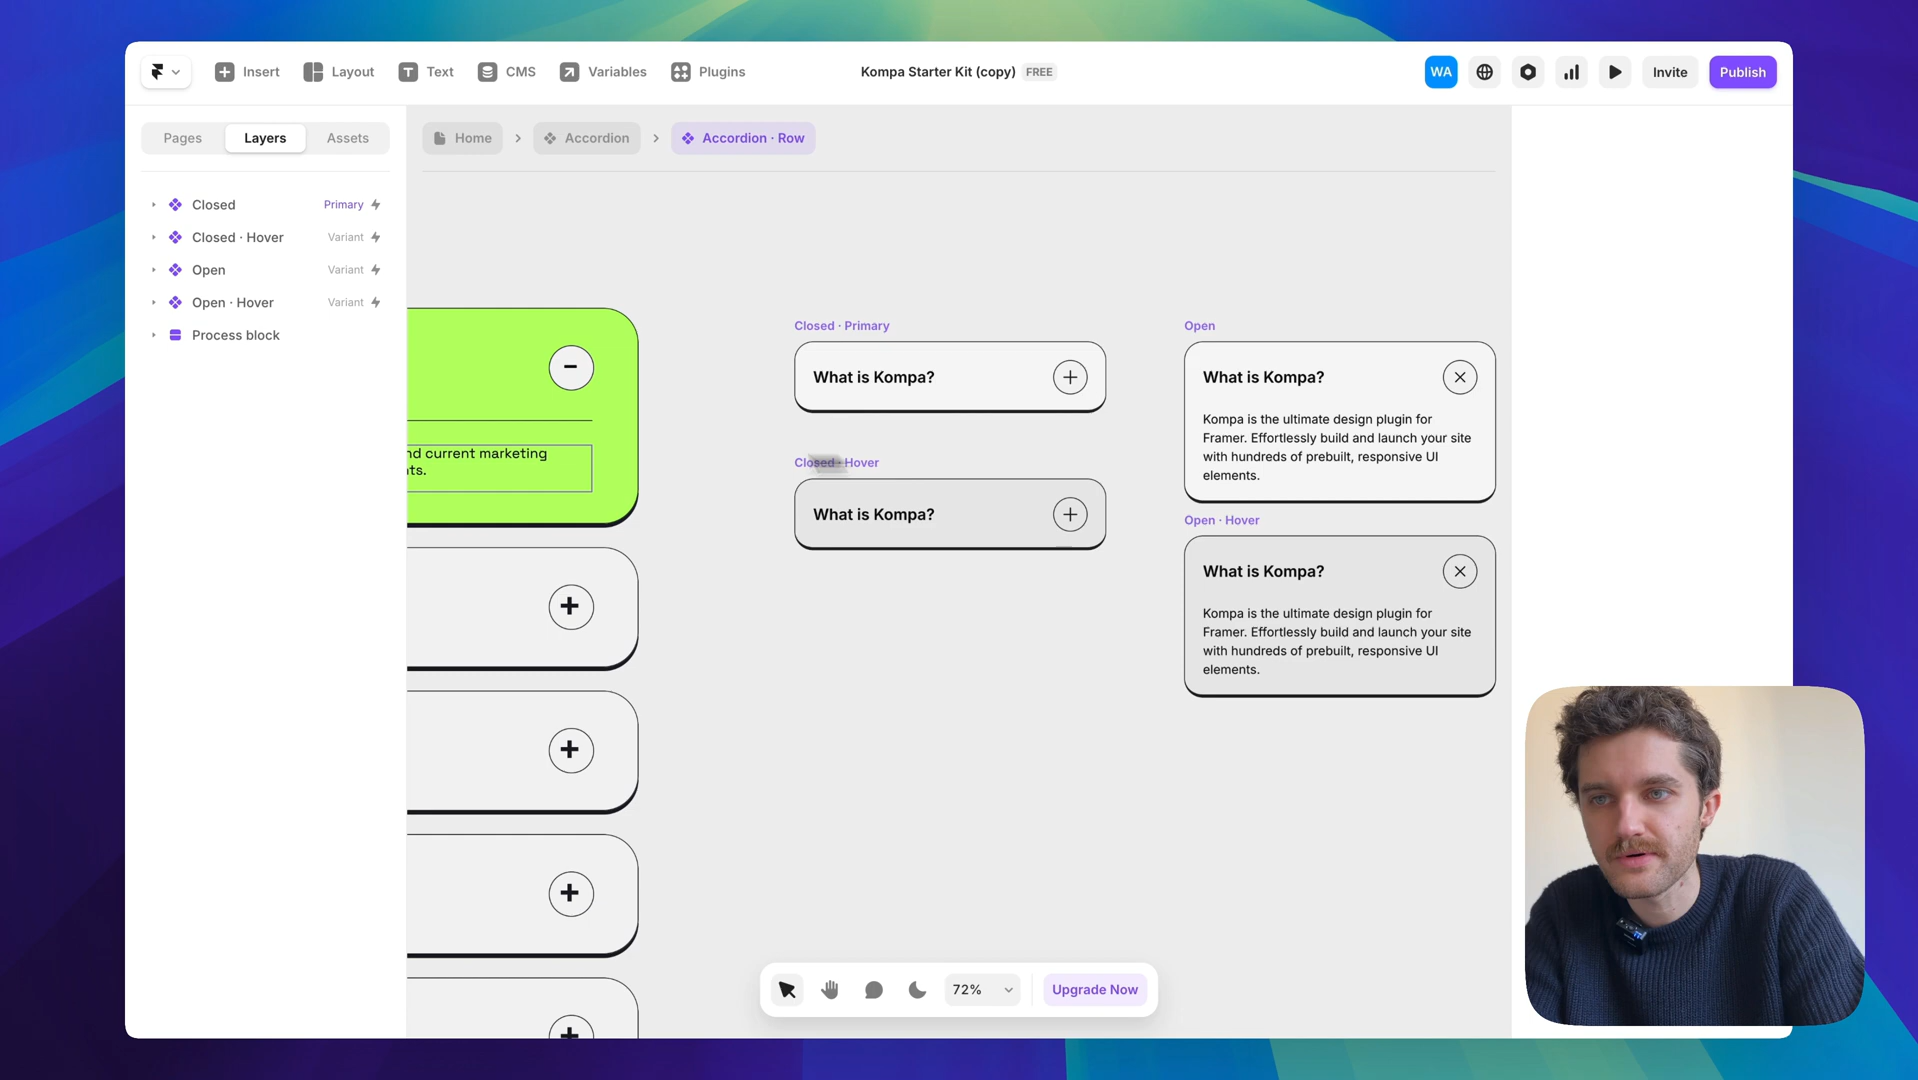 Insert
Layout
Text
CMS
Variables
Plugins
Kompa Starter Kit (copy)
FREE
WA
Invite
Publish
Pages
Layers
Assets
Home
Accordion
Accordion · Row
Closed
Primary
Closed · Hover
Variant
Open
Variant
Open · Hover
Variant
Process block
nd current marketing
ts.
Closed · Primary
What is Kompa?
Closed · Hover
What is Kompa?
Open
What is Kompa?
Kompa is the ultimate design plugin for
Framer. Effortlessly build and launch your site
with hundreds of prebuilt, responsive UI
elements.
Open · Hover
What is Kompa?
Kompa is the ultimate design plugin for
Framer. Effortlessly build and launch your site
with hundreds of prebuilt, responsive UI
elements.
72%
Upgrade Now